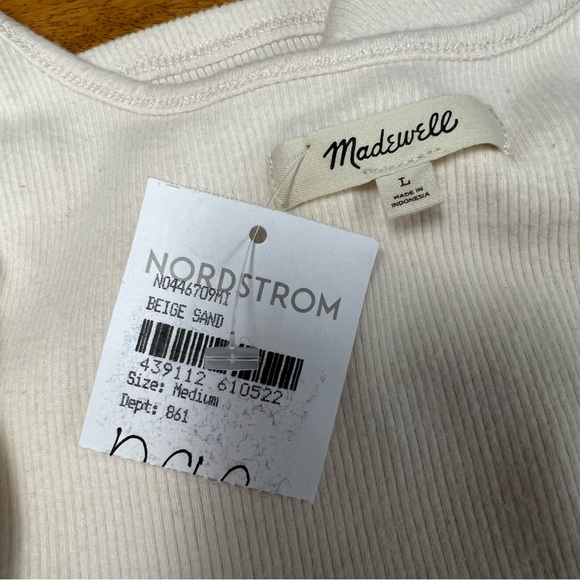 Madewell
L
MADE IN
INDONESIA
NORDSTROM
N0446709MI
BEIGE SAND
439112 610522
Size: Medium
Dept: 861